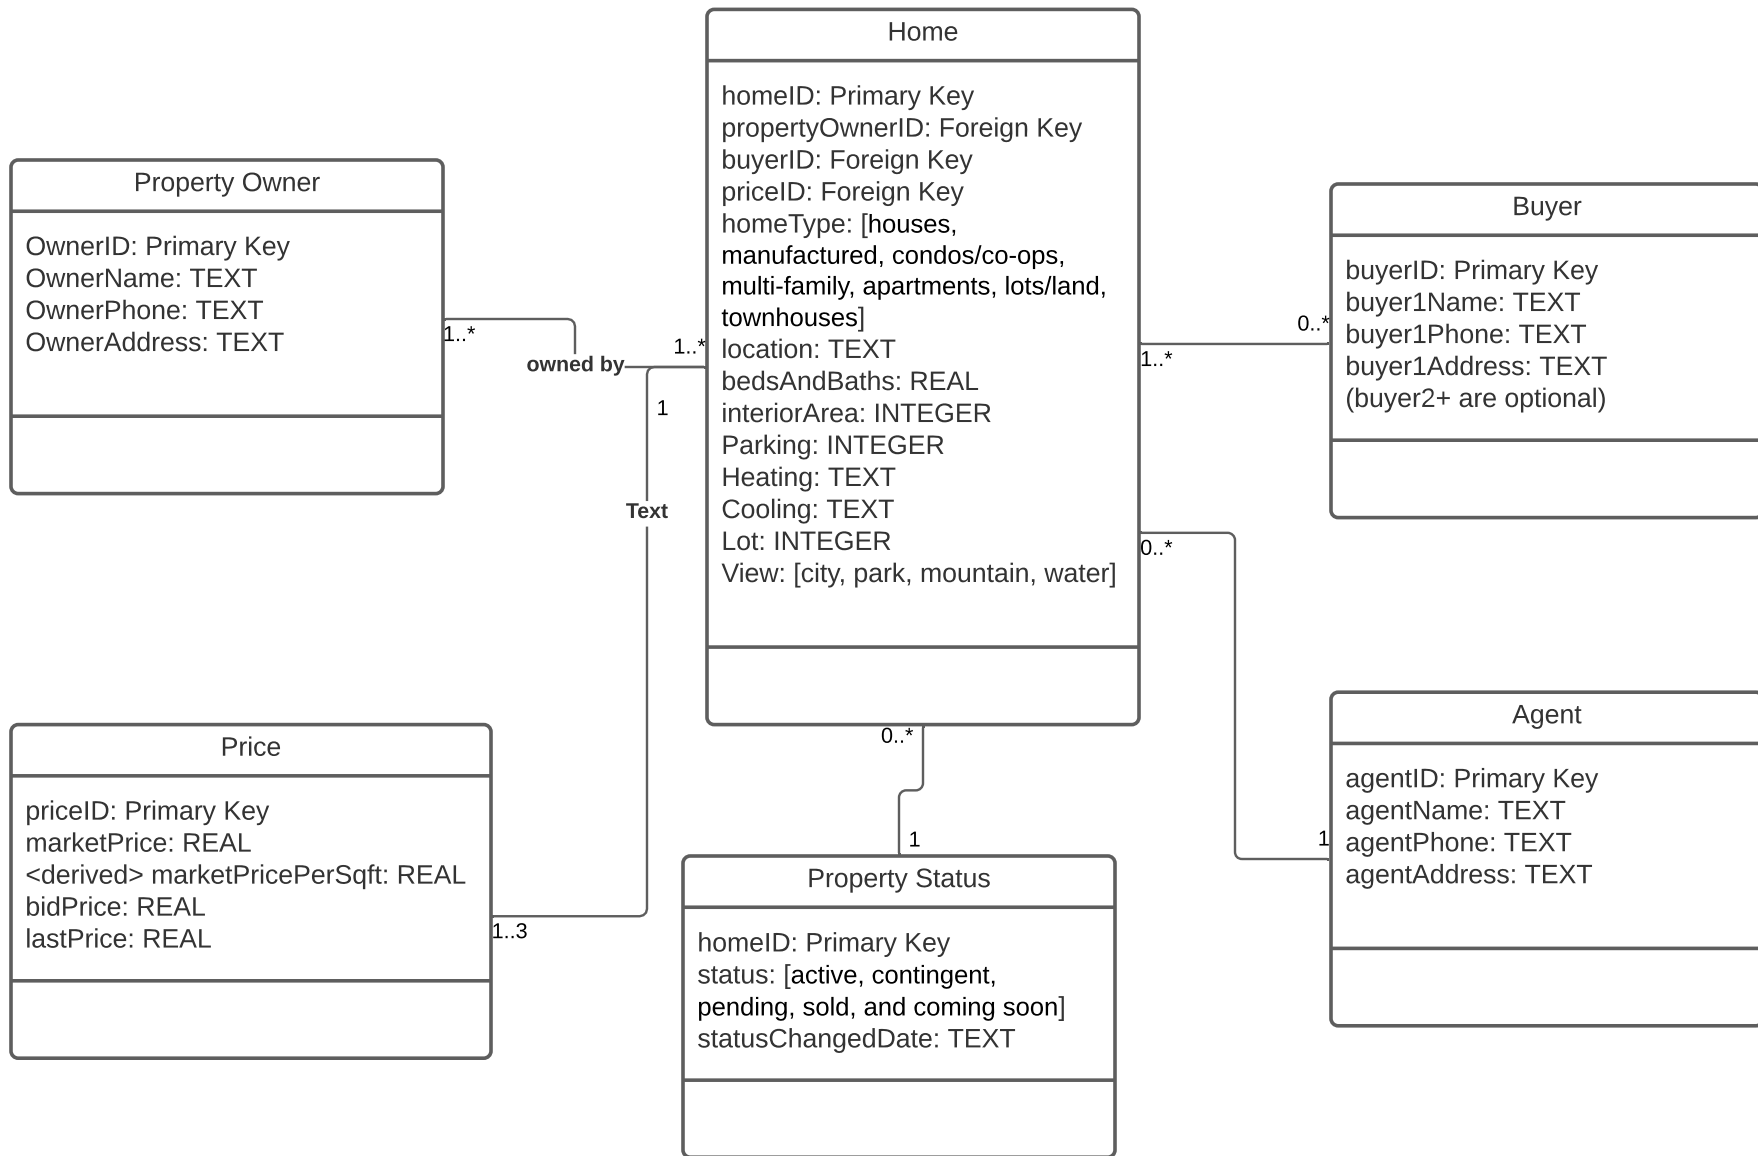 Home
homeID: Primary Key
propertyOwnerID: Foreign Key
buyerID: Foreign Key
priceID: Foreign Key
homeType: [houses,
manufactured, condos/co-ops,
multi-family, apartments, lots/land,
townhouses]
location: TEXT
bedsAndBaths: REAL
interiorArea: INTEGER
Parking: INTEGER
Heating: TEXT
Cooling: TEXT
Lot: INTEGER
View: [city, park, mountain, water]
Property Owner
OwnerID: Primary Key
OwnerName: TEXT
OwnerPhone: TEXT
OwnerAddress: TEXT
1..*
owned by
1..*
1
Text
1..3
Buyer
buyerID: Primary Key
buyer1Name: TEXT
buyer1Phone: TEXT
buyer1Address: TEXT
(buyer2+ are optional)
0..*
1..*
0..*
1
Agent
agentID: Primary Key
agentName: TEXT
agentPhone: TEXT
agentAddress: TEXT
Price
priceID: Primary Key
marketPrice: REAL
<derived> marketPricePerSqft: REAL
bidPrice: REAL
lastPrice: REAL
0..*
1
Property Status
homeID: Primary Key
status: [active, contingent,
pending, sold, and coming soon]
statusChangedDate: TEXT